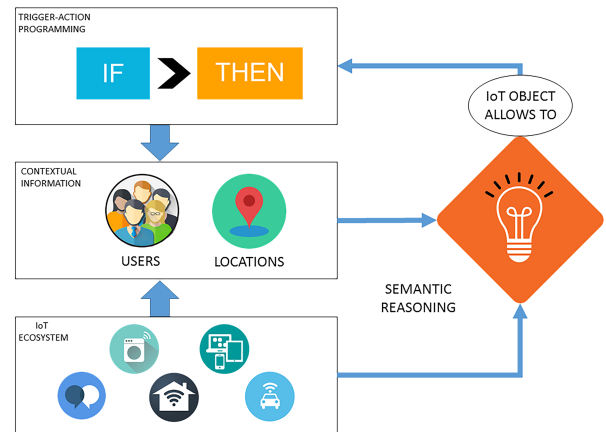 TRIGGER-ACTION
PROGRAMMING
IF
THEN
IoT OBJECT
ALLOWS TO
CONTEXTUAL
INFORMATION
USERS
LOCATIONS
SEMANTIC
REASONING
IoT
ECOSYSTEM